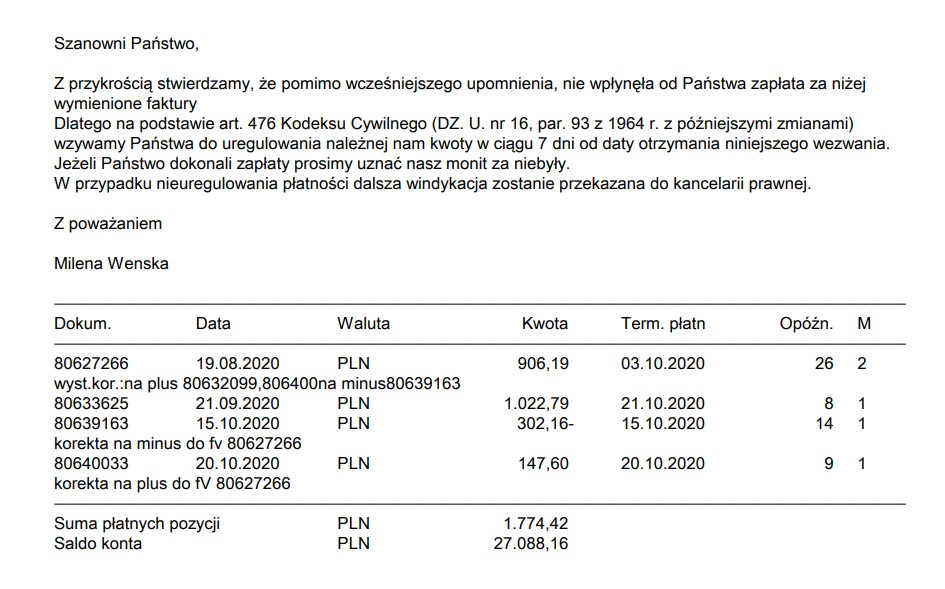 Szanowni Państwo,
Z przykrością stwierdzamy, że pomimo wcześniejszego upomnienia, nie wpłynęła od Państwa zapłata za niżej
wymienione faktury
Dlatego na podstawie art. 476 Kodeksu Cywilnego (DZ. U. nr 16, par. 93 z 1964 r. z późniejszymi zmianami)
wzywamy Państwa do uregulowania należnej nam kwoty w ciągu 7 dni od daty otrzymania niniejszego wezwania.
Jeżeli Państwo dokonali zapłaty prosimy uznać nasz monit za niebyły.
W przypadku nieuregulowania płatności dalsza windykacja zostanie przekazana do kancelarii prawnej.
Z poważaniem
Milena Wenska
Dokum. Data Waluta Kwota Term. płatn Opóźn. M
80627266 19.08.2020 PLN 906,19 03.10.2020 26 2
wyst.kor.:na plus 80632099,806400na minus80639163
80633625 21.09.2020 PLN 1.022,79 21.10.2020 8 1
80639163 15.10.2020 PLN 302,16- 15.10.2020 14 1
korekta na minus do fv 80627266
80640033 20.10.2020 PLN 147,60 20.10.2020 9 1
korekta na plus do fV 80627266
Suma płatnych pozycji PLN 1.774,42
Saldo konta PLN 27.088,16